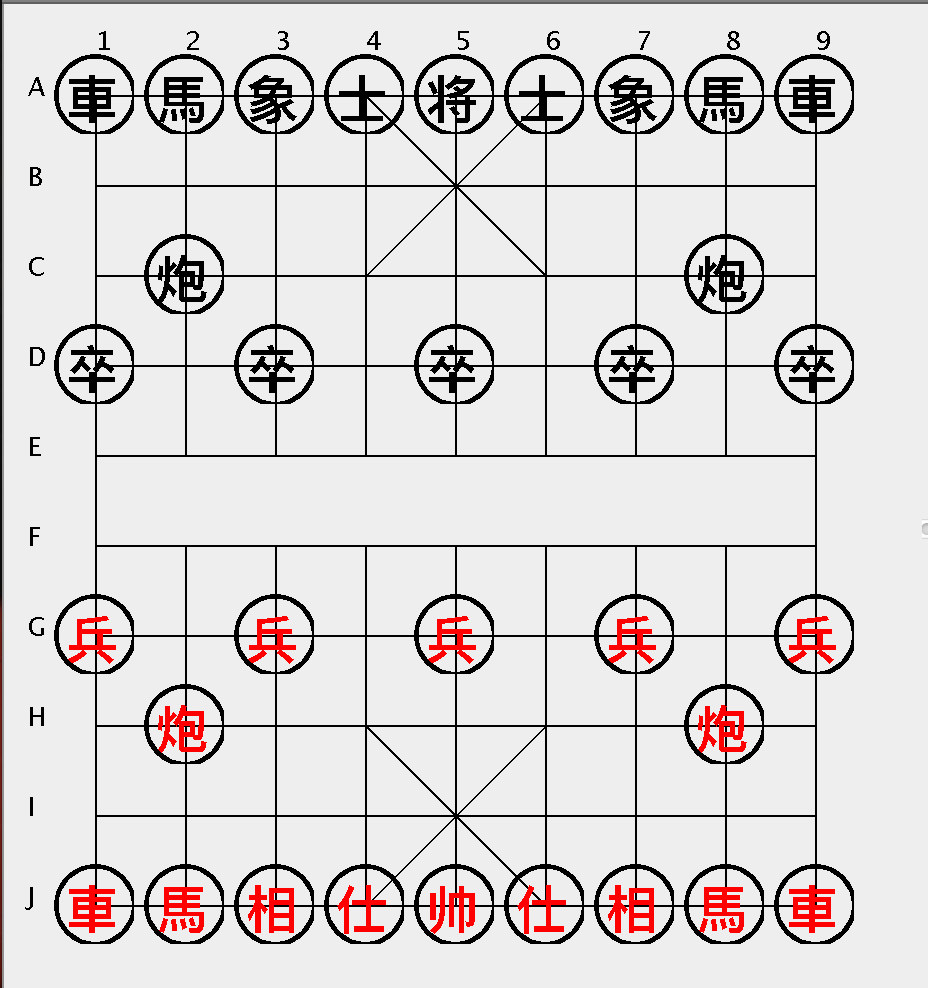 1 2 3 4 5 6 7 8 9
A 車 馬 象 士 将 士 象 馬 車
B
C 炮 炮
D 卒 卒 卒 卒 卒
E
F
G 兵 兵 兵 兵 兵
H 炮 炮
I
J 車 馬 相 仕 帅 仕 相 馬 車